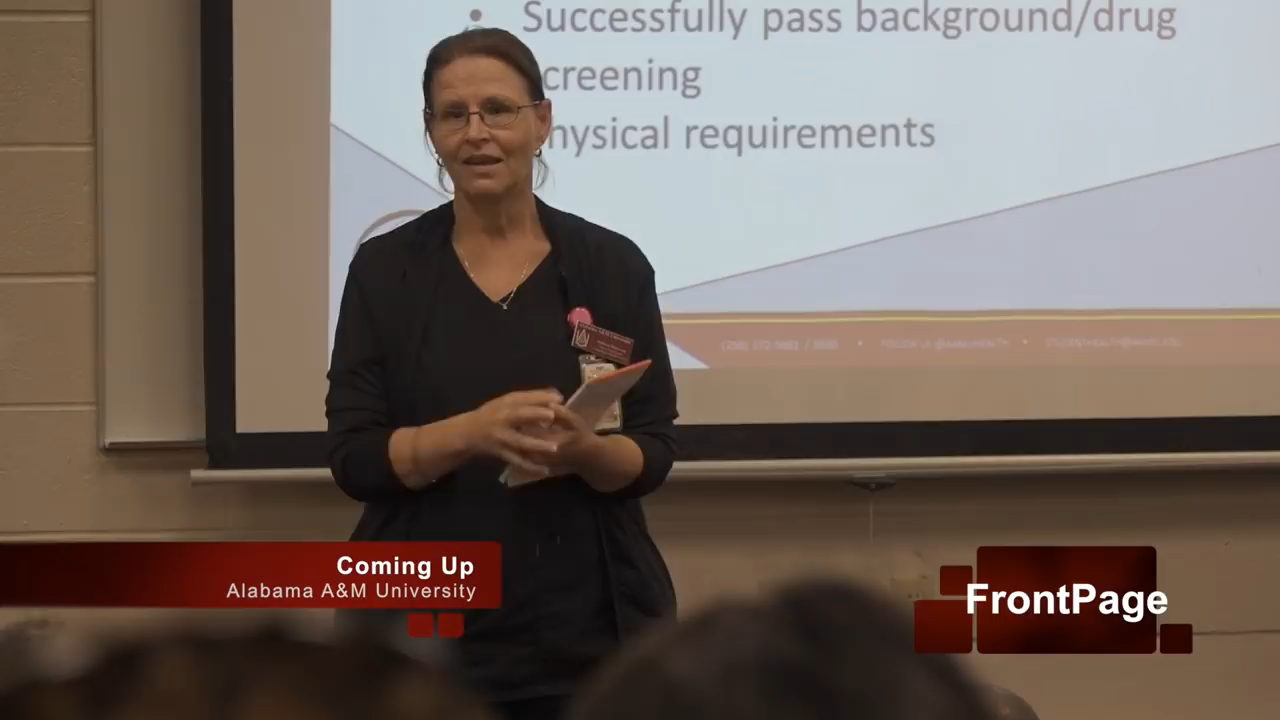 Successfully pass background/drug
creening
hysical requirements
Coming Up
Alabama A&M University
FrontPage